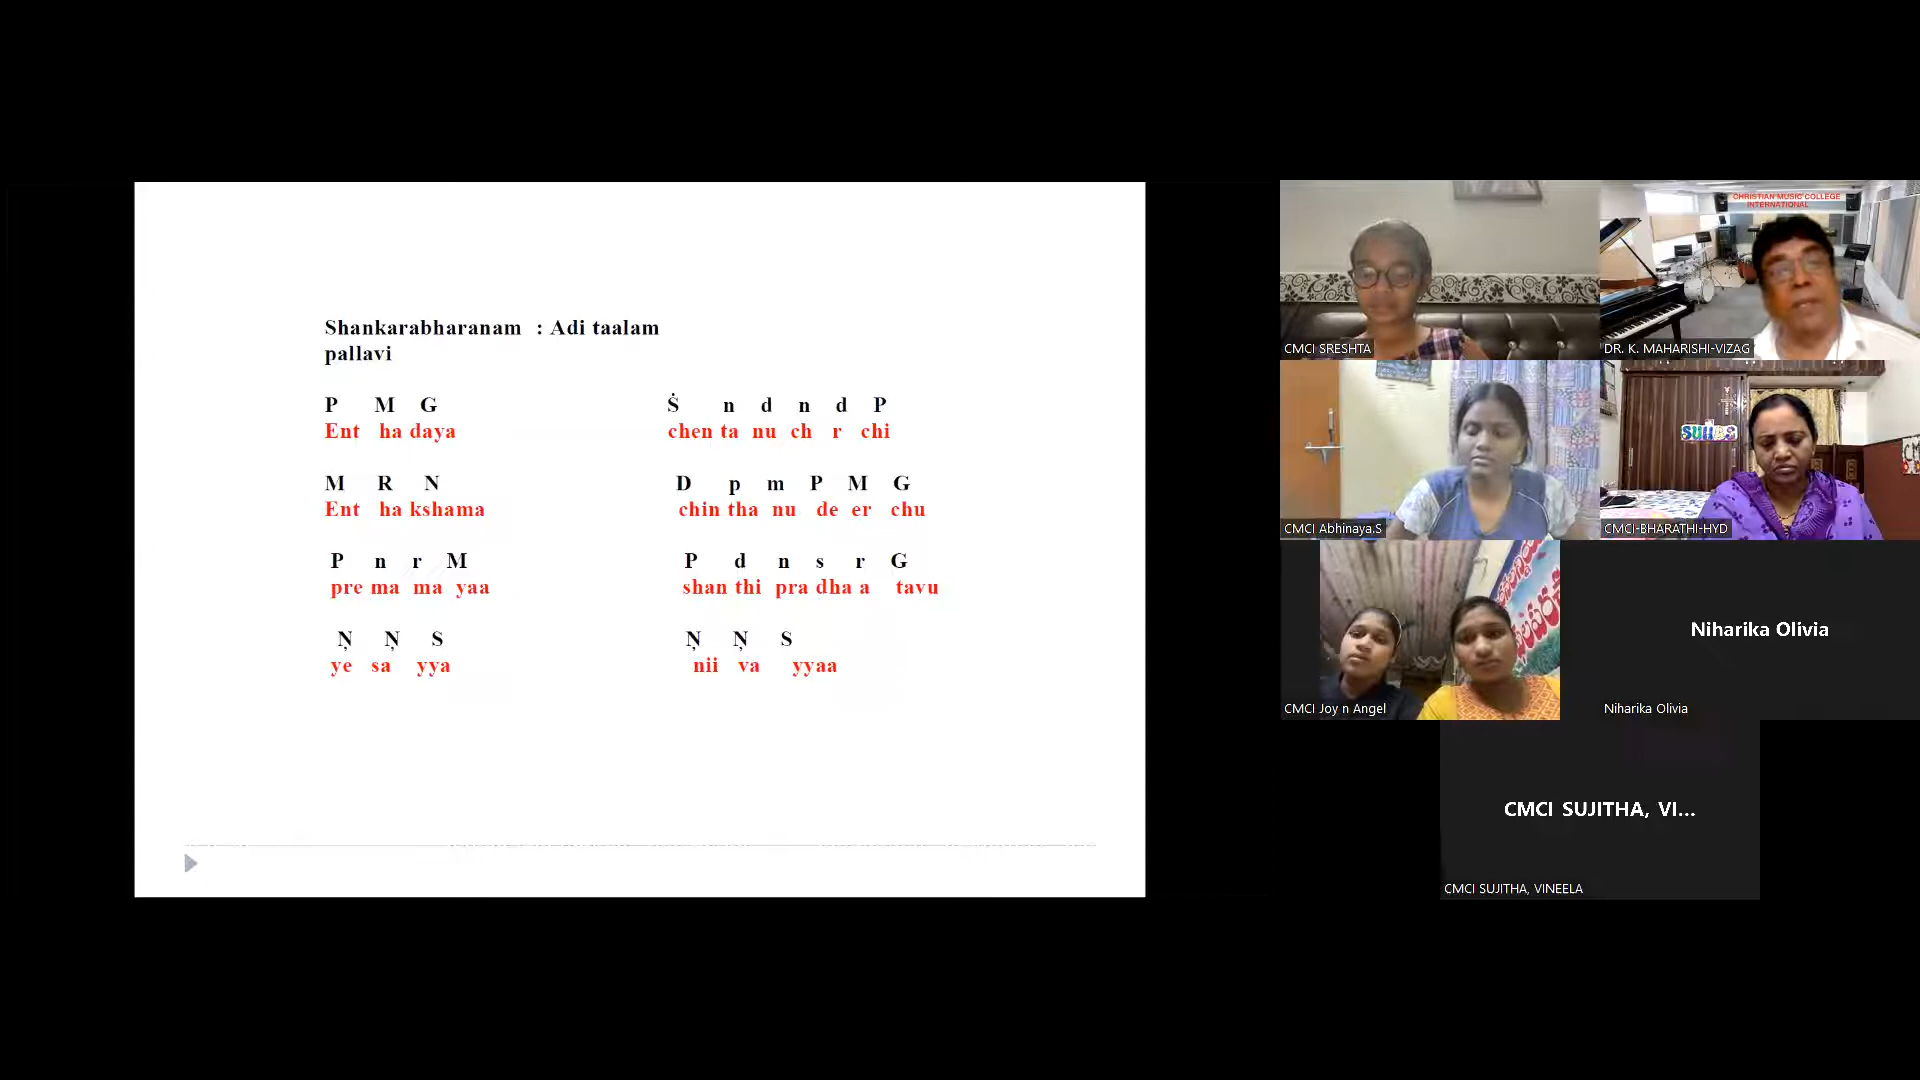 Shankarabharanam : Adi taalam
pallavi
P M G
Ent ha daya
M R N
Ent ha kshama
P n r M
pre ma ma yaa
Ņ Ņ S
ye sa yya
Ṡ n d n d P
chen ta nu ch r chi
D p m P M G
chin tha nu de er chu
P d n s r G
shan thi pra dha a tavu
Ņ Ņ S
nii va yyaa
CHRISTIAN MUSIC COLLEGE
INTERNATIONAL
CMCI SRESHTA
DR. K. MAHARISHI-VIZAG
CMCI Abhinaya.S
CMCI-BHARATHI-HYD
CMCI Joy n Angel
Niharika Olivia
Niharika Olivia
CMCI SUJITHA, VI...
CMCI SUJITHA, VINEELA